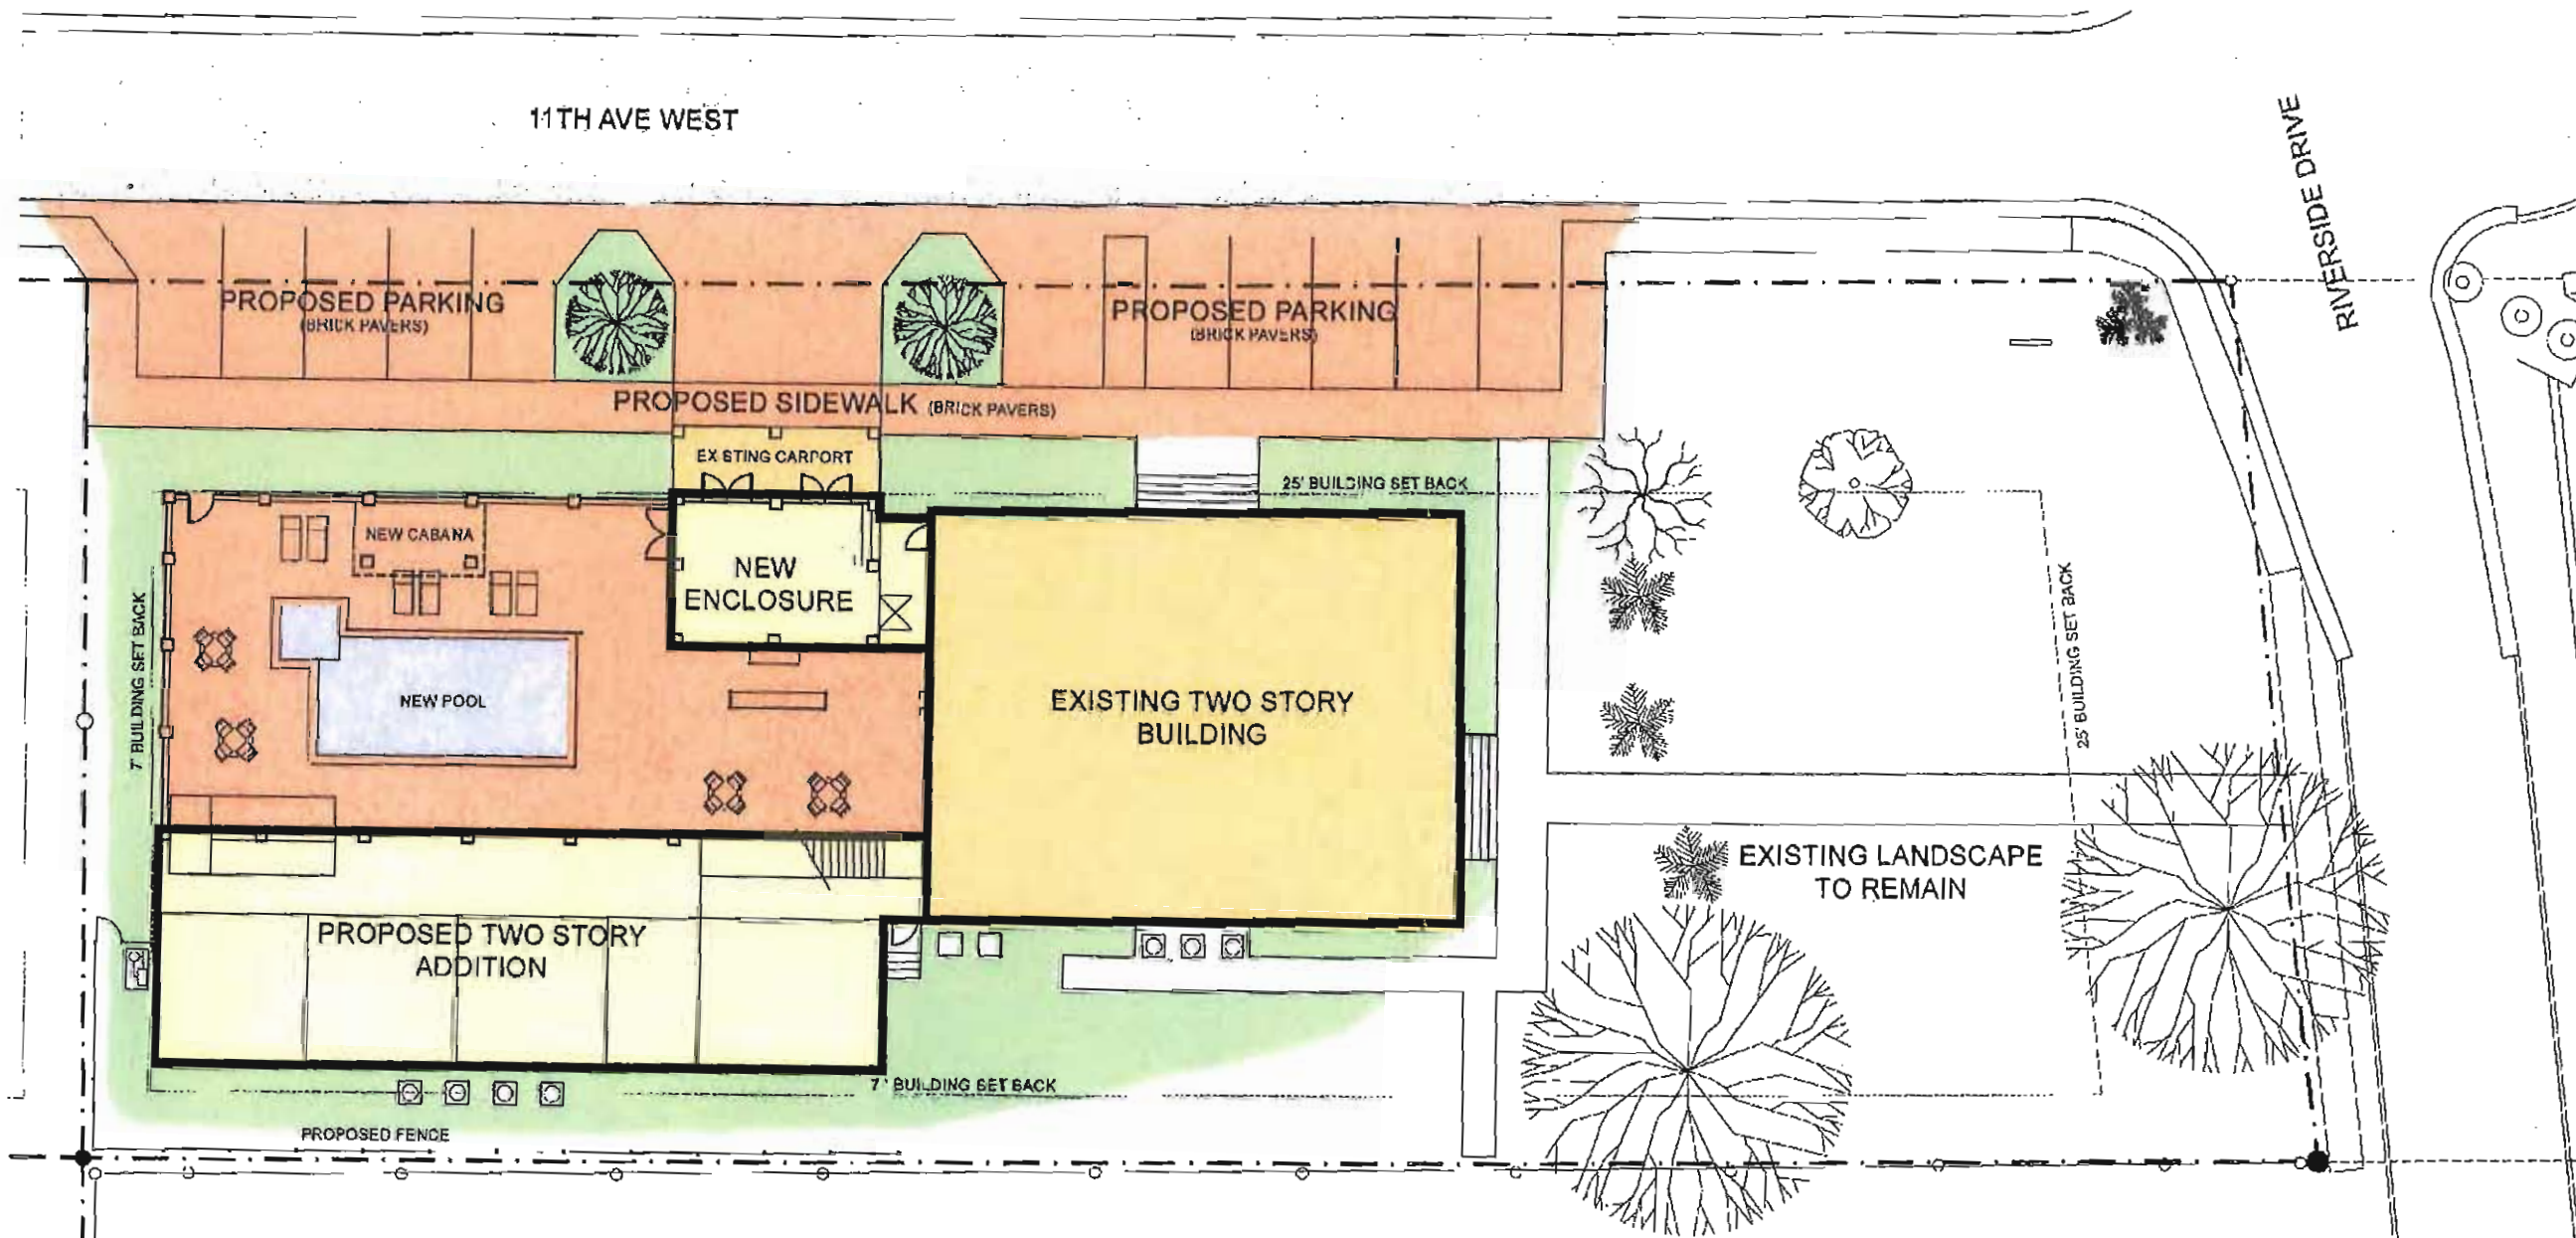 11TH AVE WEST
RIVERSIDE DRIVE
PROPOSED PARKING
(BRICK PAVERS)
PROPOSED PARKING
(BRICK PAVERS)
PROPOSED SIDEWALK (BRICK PAVERS)
EXISTING CARPORT
25' BUILDING SET BACK
NEW CABANA
NEW
ENCLOSURE
7' BUILDING SET BACK
NEW POOL
EXISTING TWO STORY
BUILDING
25' BUILDING SET BACK
EXISTING LANDSCAPE
TO REMAIN
PROPOSED TWO STORY
ADDITION
7' BUILDING SET BACK
PROPOSED FENCE
C
C